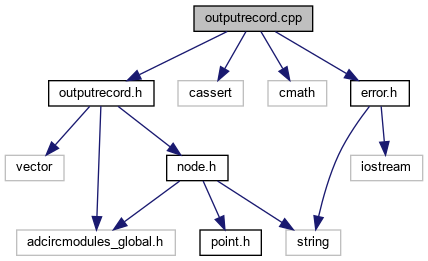 outputrecord.cpp
outputrecord.h
cassert
cmath
error.h
vector
node.h
iostream
adcircmodules_global.h
point.h
string